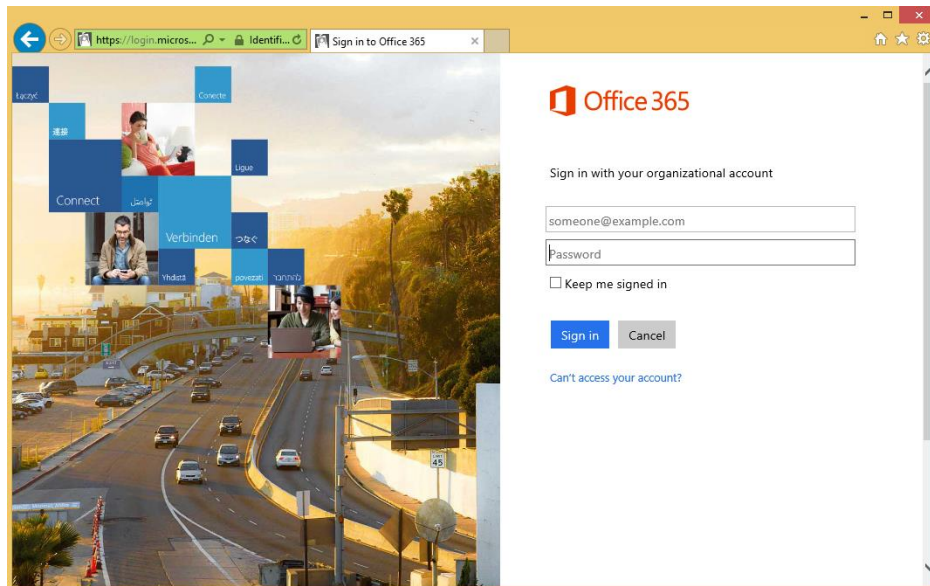 https://login.micros...
Identifi...
Sign in to Office 365
Łączyć
Conecte
連接
Ligue
Connect
Verbinden
つなぐ
Yhdistä
povezati
להתחבר
Office 365
Sign in with your organizational account
someone@example.com
Password
Keep me signed in
Sign in
Cancel
Can't access your account?
45